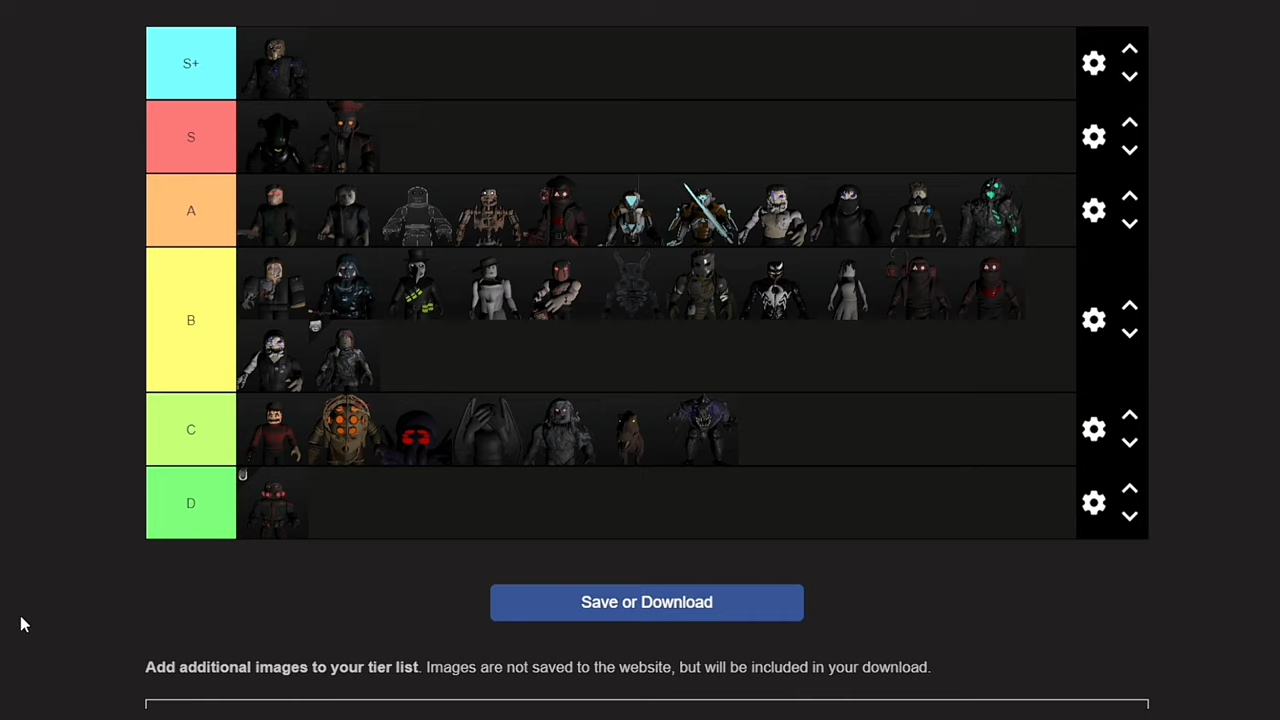 S+
S
A
B
C
D
Save or Download
Add additional images to your tier list. Images are not saved to the website, but will be included in your download.